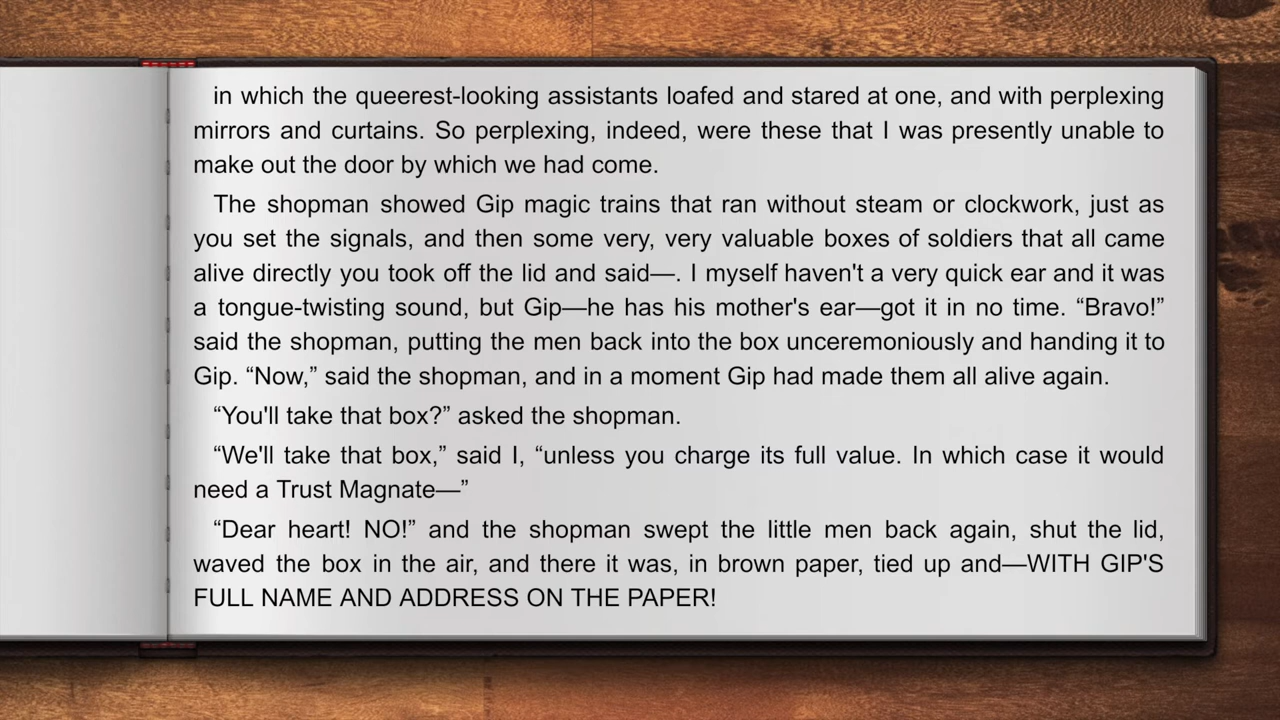 in which the queerest-looking assistants loafed and stared at one, and with perplexing
mirrors and curtains. So perplexing, indeed, were these that I was presently unable to
make out the door by which we had come.
The shopman showed Gip magic trains that ran without steam or clockwork, just as
you set the signals, and then some very, very valuable boxes of soldiers that all came
alive directly you took off the lid and said—. I myself haven't a very quick ear and it was
a tongue-twisting sound, but Gip—he has his mother's ear—got it in no time. “Bravo!”
said the shopman, putting the men back into the box unceremoniously and handing it to
Gip. “Now,” said the shopman, and in a moment Gip had made them all alive again.
“You'll take that box?” asked the shopman.
“We'll take that box,” said I, “unless you charge its full value. In which case it would
need a Trust Magnate—”
“Dear heart! NO!” and the shopman swept the little men back again, shut the lid,
waved the box in the air, and there it was, in brown paper, tied up and—WITH GIP'S
FULL NAME AND ADDRESS ON THE PAPER!